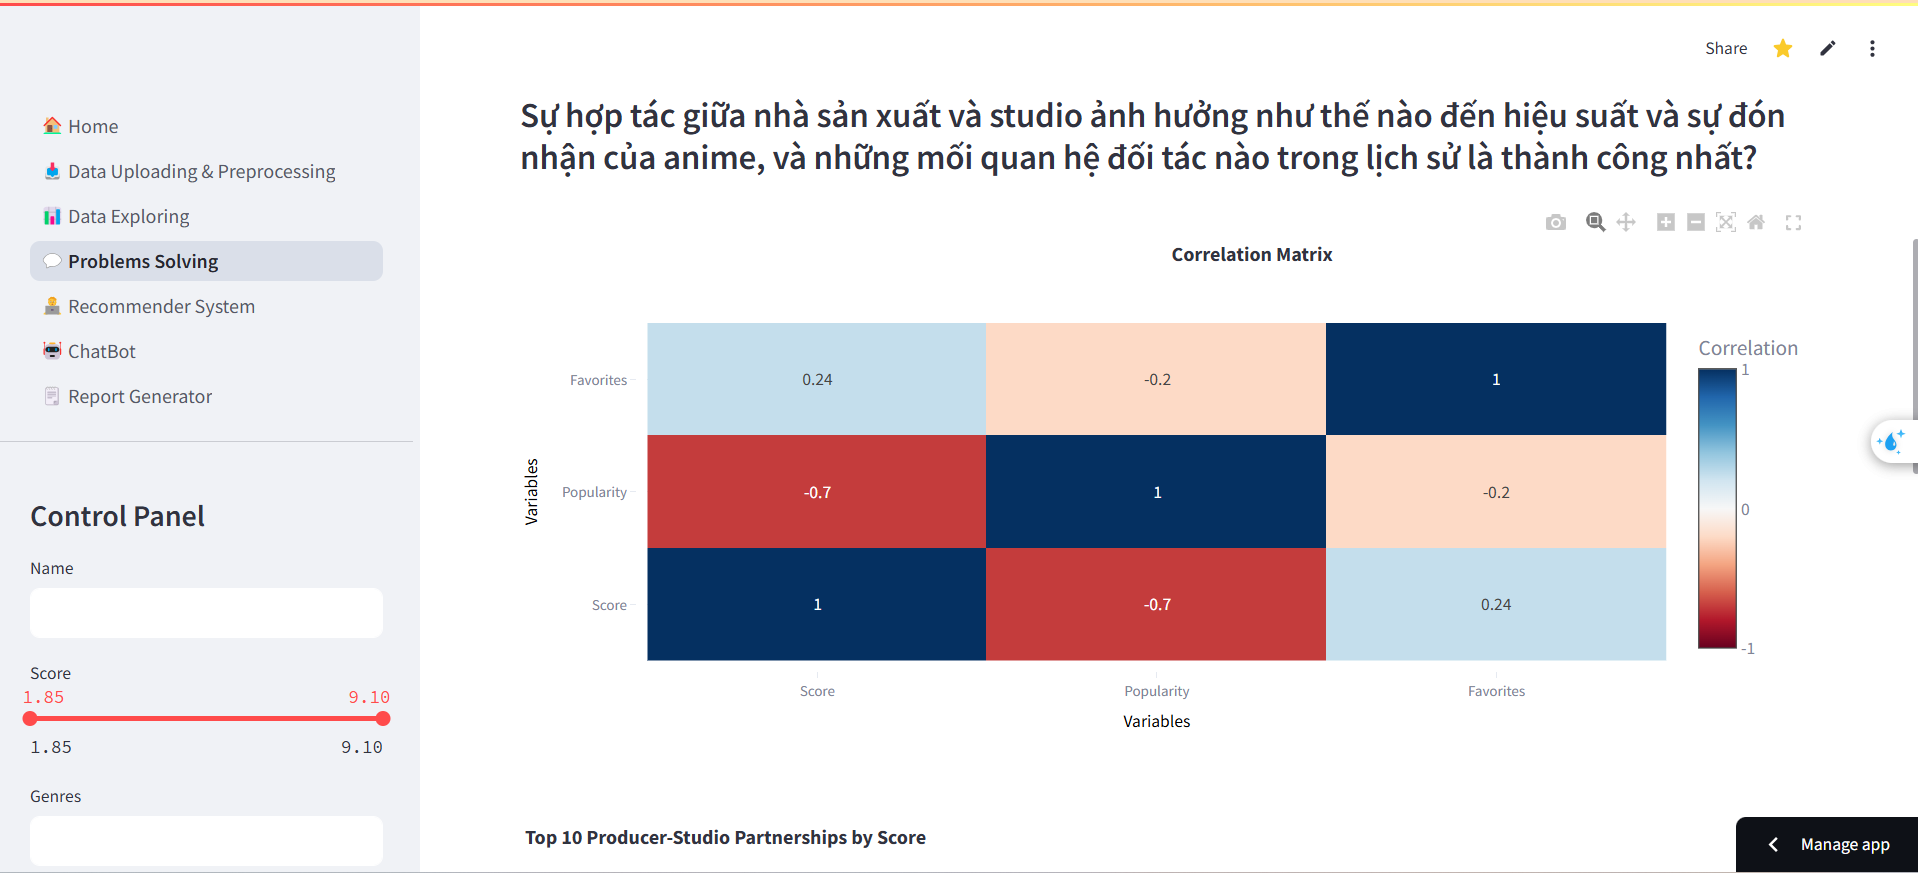 Share
Home
Data Uploading & Preprocessing
Data Exploring
Problems Solving
Recommender System
ChatBot
Report Generator
Control Panel
Name
Score
1.85 9.10
1.85 9.10
Genres
Sự hợp tác giữa nhà sản xuất và studio ảnh hưởng như thế nào đến hiệu suất và sự đón
nhận của anime, và những mối quan hệ đối tác nào trong lịch sử là thành công nhất?
Correlation Matrix
Favorites 0.24 -0.2 1
Popularity -0.7 1 -0.2
Score 1 -0.7 0.24
Variables
Score Popularity Favorites
Variables
Correlation
1
0
-1
Top 10 Producer-Studio Partnerships by Score
Manage app